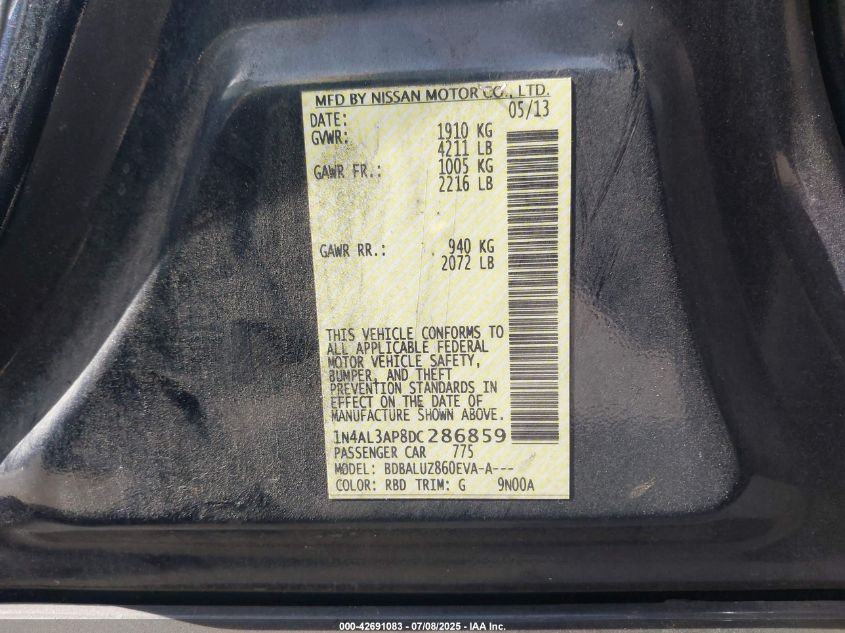 MFD BY NISSAN MOTOR CO., LTD.
DATE: 05/13
GVWR: 1910 KG
4211 LB
GAWR FR.: 1005 KG
2216 LB
GAWR RR.: 940 KG
2072 LB
THIS VEHICLE CONFORMS TO
ALL APPLICABLE FEDERAL
MOTOR VEHICLE SAFETY,
BUMPER, AND THEFT
PREVENTION STANDARDS IN
EFFECT ON THE DATE OF
MANUFACTURE SHOWN ABOVE.
1N4AL3AP8DC286859
PASSENGER CAR 775
MODEL: BDBALUZ860EVA-A---
COLOR: RBD TRIM: G 9N00A
000-42691083 / 07/08/2025 - IAA Inc.